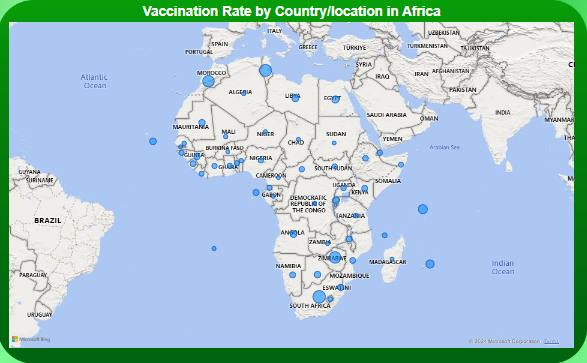 Vaccination Rate by Country/location in Africa
ITALY
UZBEKISTAN
SPAIN
PORTUGAL
GREECE
TÜRKIYE
TURKMENISTAN
TAJIKISTAN
SYRIA
Atlantic
Ocean
MOROCCO
IRAQ
IRAN
AFGHANISTAN
ALGERIA
LIBYA
EGYPT
PAKISTAN
SAUDI ARABIA
OMAN
INDIA
MYANMAR
MAURITANIA
MALI
NIGER
CHAD
SUDAN
YEMEN
Arabian Sea
BURKINA FASO
GUINEA
GHANA
NIGERIA
SOUTH SUDAN
CAMEROON
SOMALIA
GUYANA
SURINAME
GABON
UGANDA
KENYA
DEMOCRATIC
REPUBLIC OF
THE CONGO
TANZANIA
BRAZIL
ANGOLA
ZAMBIA
ZIMBABWE
MADAGASCAR
Indian
Ocean
NAMIBIA
MOZAMBIQUE
PARAGUAY
ESWATINI
SOUTH AFRICA
URUGUAY
Microsoft Bing
Microsoft Corporation Terms